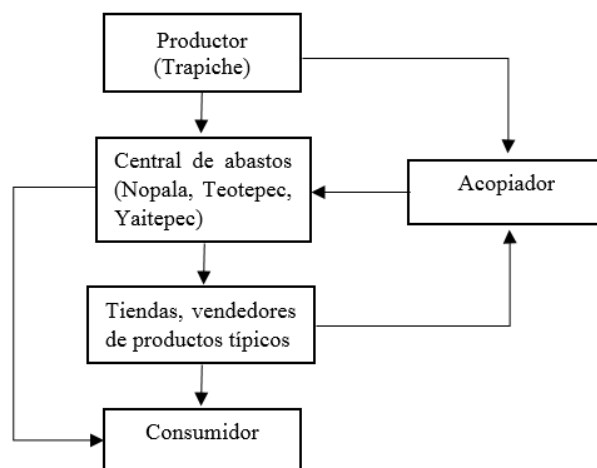 Productor
(Trapiche)
Central de abastos
(Nopala, Teotepec,
Yaitepec)
Acopiador
Tiendas, vendedores
de productos típicos
Consumidor